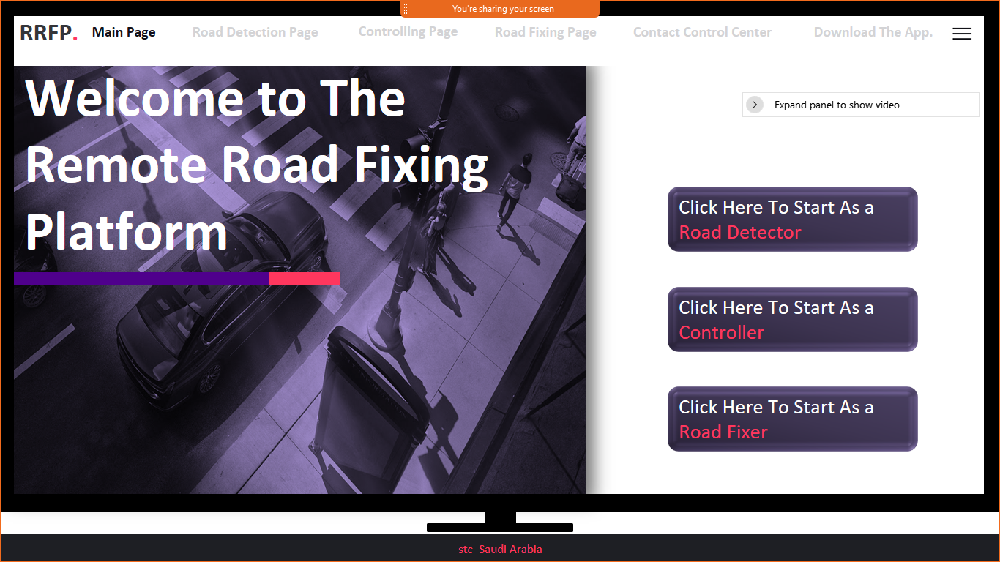 You're sharing your screen
RRFP. Main Page Road Detection Page Controlling Page Road Fixing Page Contact Control Center Download The App.
Welcome to The
Remote Road Fixing
Platform
Expand panel to show video
Click Here To Start As a
Road Detector
Click Here To Start As a
Controller
Click Here To Start As a
Road Fixer
stc_Saudi Arabia